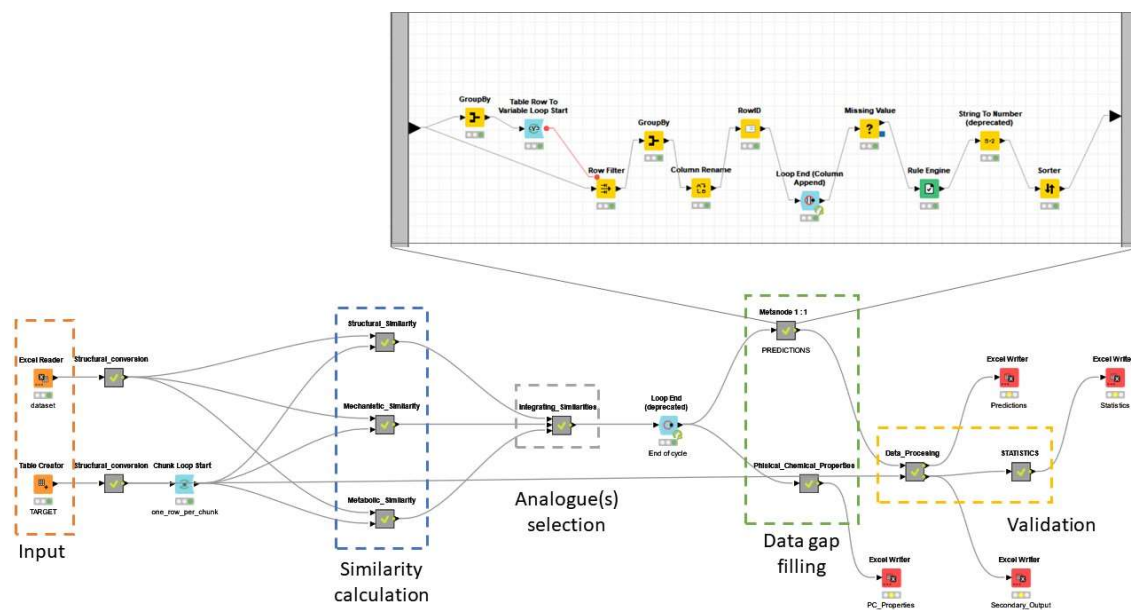 GroupBy
Table Row To
Variable Loop Start
Row Filter
GroupBy
Column Rename
RowID
Loop End (Column
Append)
Missing Value
?
Rule Engine
String To Number
(deprecated)
Sorter
Excel Reader
dataset
Structural_conversion
Table Creator
TARGET
Structural_conversion
Chunk Loop Start
one_row_per_chunk
Input
Structural_Similarity
Mechanistic_Similarity
Metabolic_Similarity
Similarity
calculation
Integrating_Similarities
Analogue(s)
selection
Loop End
(deprecated)
End of cycle
Metanode 1 : 1
PREDICTIONS
Phisical_Chemical_Properties
Data gap
filling
Data_Procesing
STATISTICS
Validation
Excel Writer
Predictions
Excel Writer
Statistics
Excel Writer
PC_Properties
Excel Writer
Secondary_Output